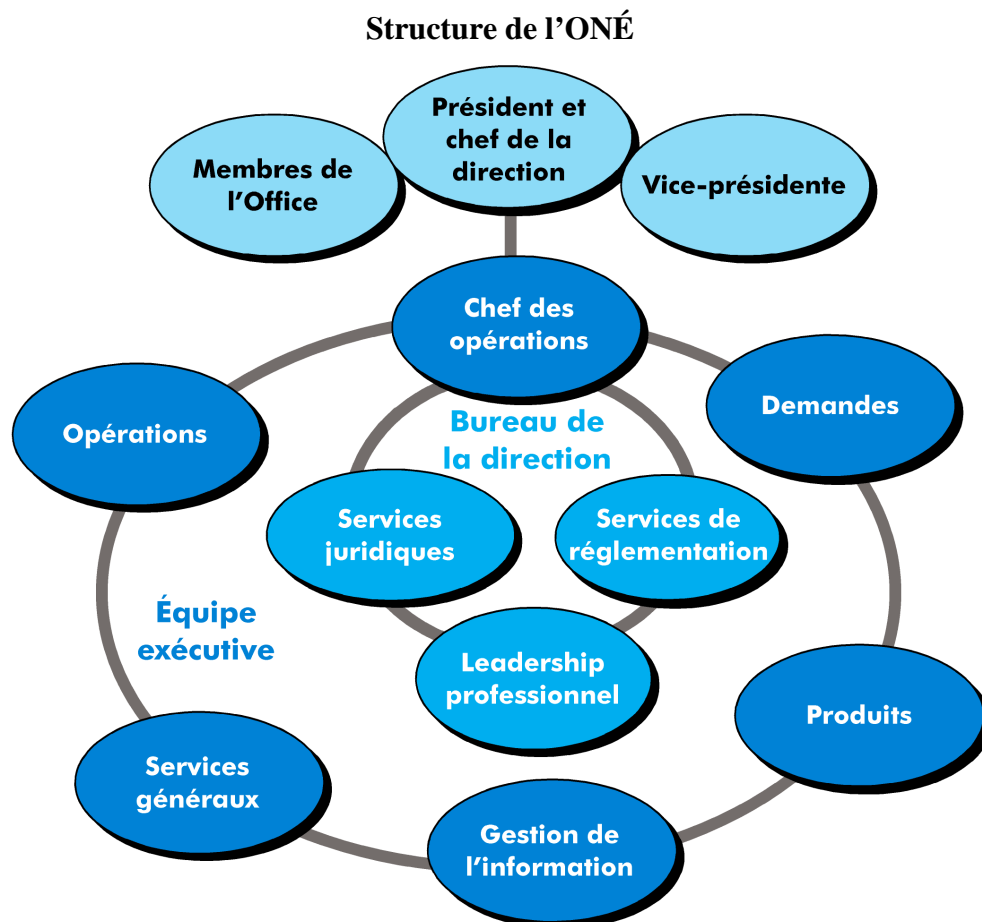 Structure de l’ONÉ
Président et
chef de la
direction
Membres de
l’Office
Vice-présidente
Chef des
opérations
Opérations
Demandes
Bureau de
la direction
Services
juridiques
Services de
réglementation
Équipe
exécutive
Leadership
professionnel
Produits
Services
généraux
Gestion de
l’information